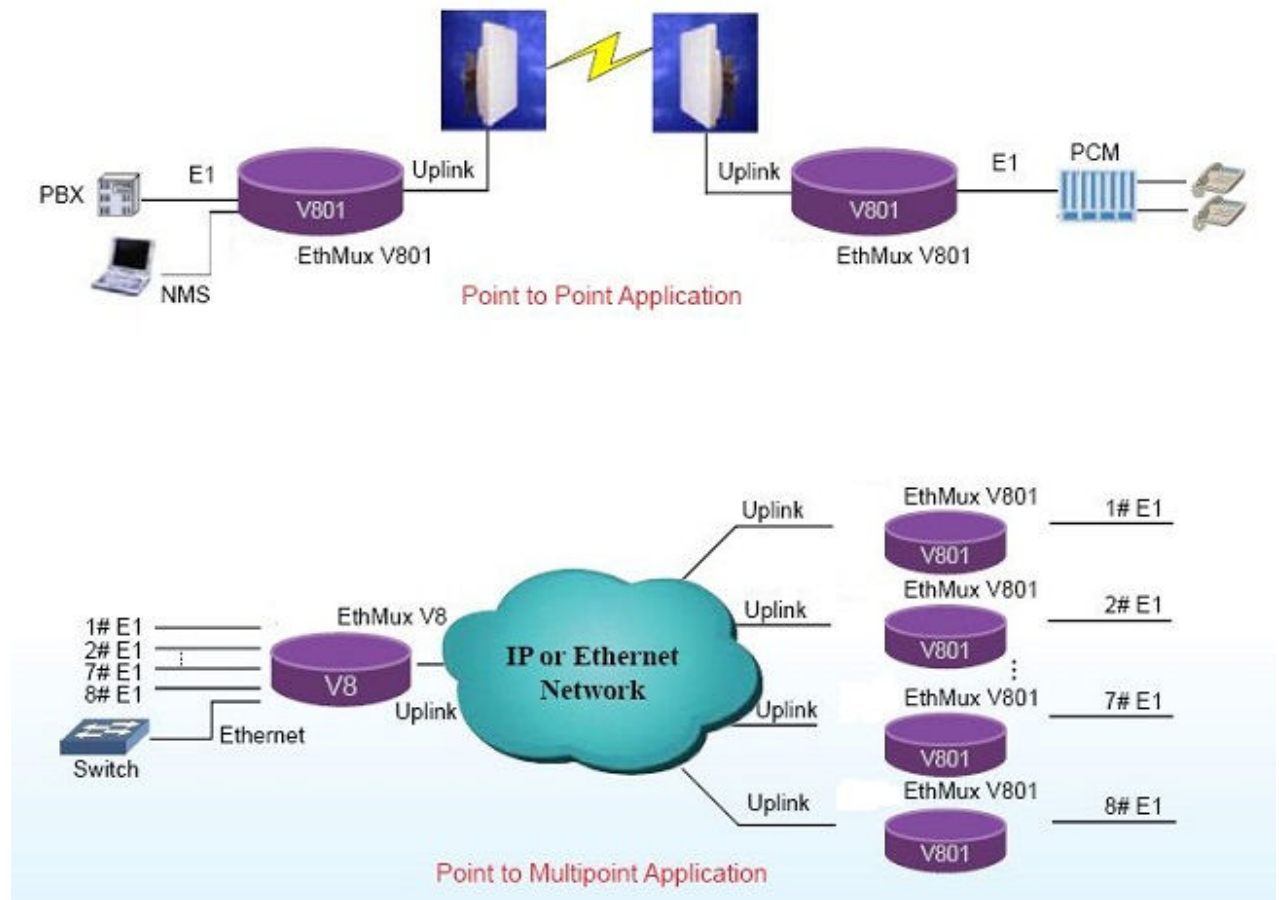 Uplink
Uplink
E1
PCM
PBX
E1
V801
V801
EthMux V801
EthMux V801
NMS
Point to Point Application
EthMux V801
1# E1
Uplink
V801
EthMux V801
2# E1
Uplink
V801
EthMux V8
1# E1
2# E1
7# E1
8# E1
V8
IP or Ethernet
Network
EthMux V801
7# E1
Uplink
Uplink
V801
Ethernet
Switch
EthMux V801
8# E1
Uplink
V801
Point to Multipoint Application